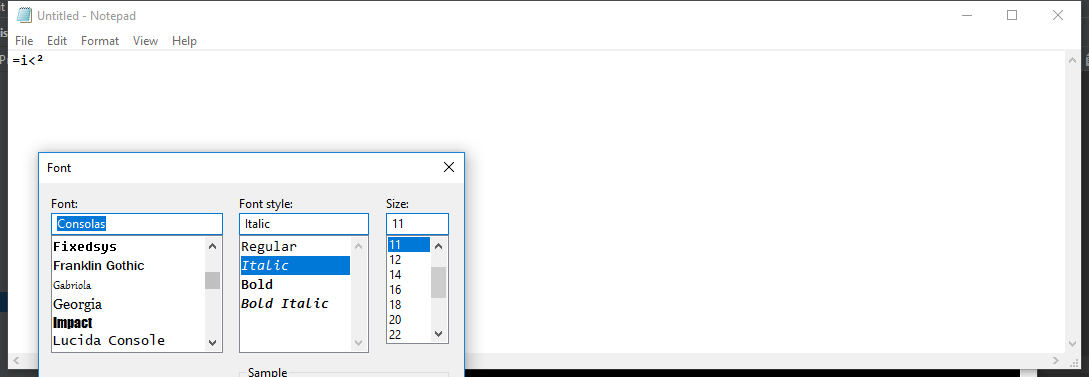 Untitled - Notepad
File Edit Format View Help
=i<²
Font
Font: Font style: Size:
Consolas Italic 11
Fixedsys Regular 11
Franklin Gothic Italic 12
Gabriola Bold 14
Georgia Bold Italic 16
Impact 18
Lucida Console 20
22
Sample